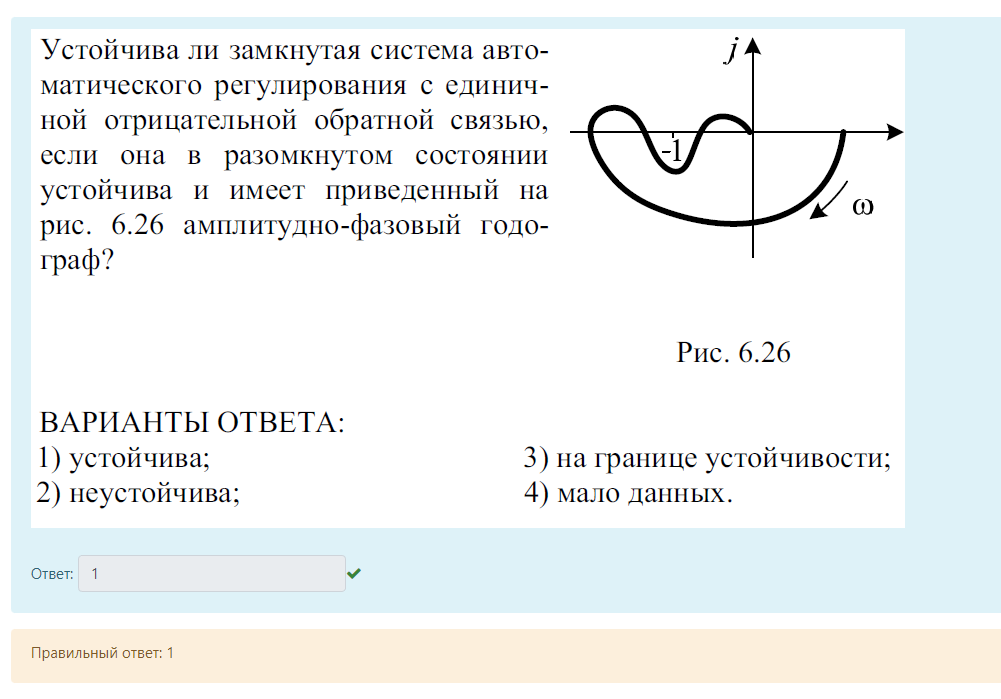 Устойчива ли замкнутая система авто-
матического регулирования с единич-
ной отрицательной обратной связью,
если она в разомкнутом состоянии
устойчива и имеет приведенный на
рис. 6.26 амплитудно-фазовый годо-
граф?
j
-1
ω
Рис. 6.26
ВАРИАНТЫ ОТВЕТА:
1) устойчива;
3) на границе устойчивости;
2) неустойчива;
4) мало данных.
Ответ: 1
Правильный ответ: 1